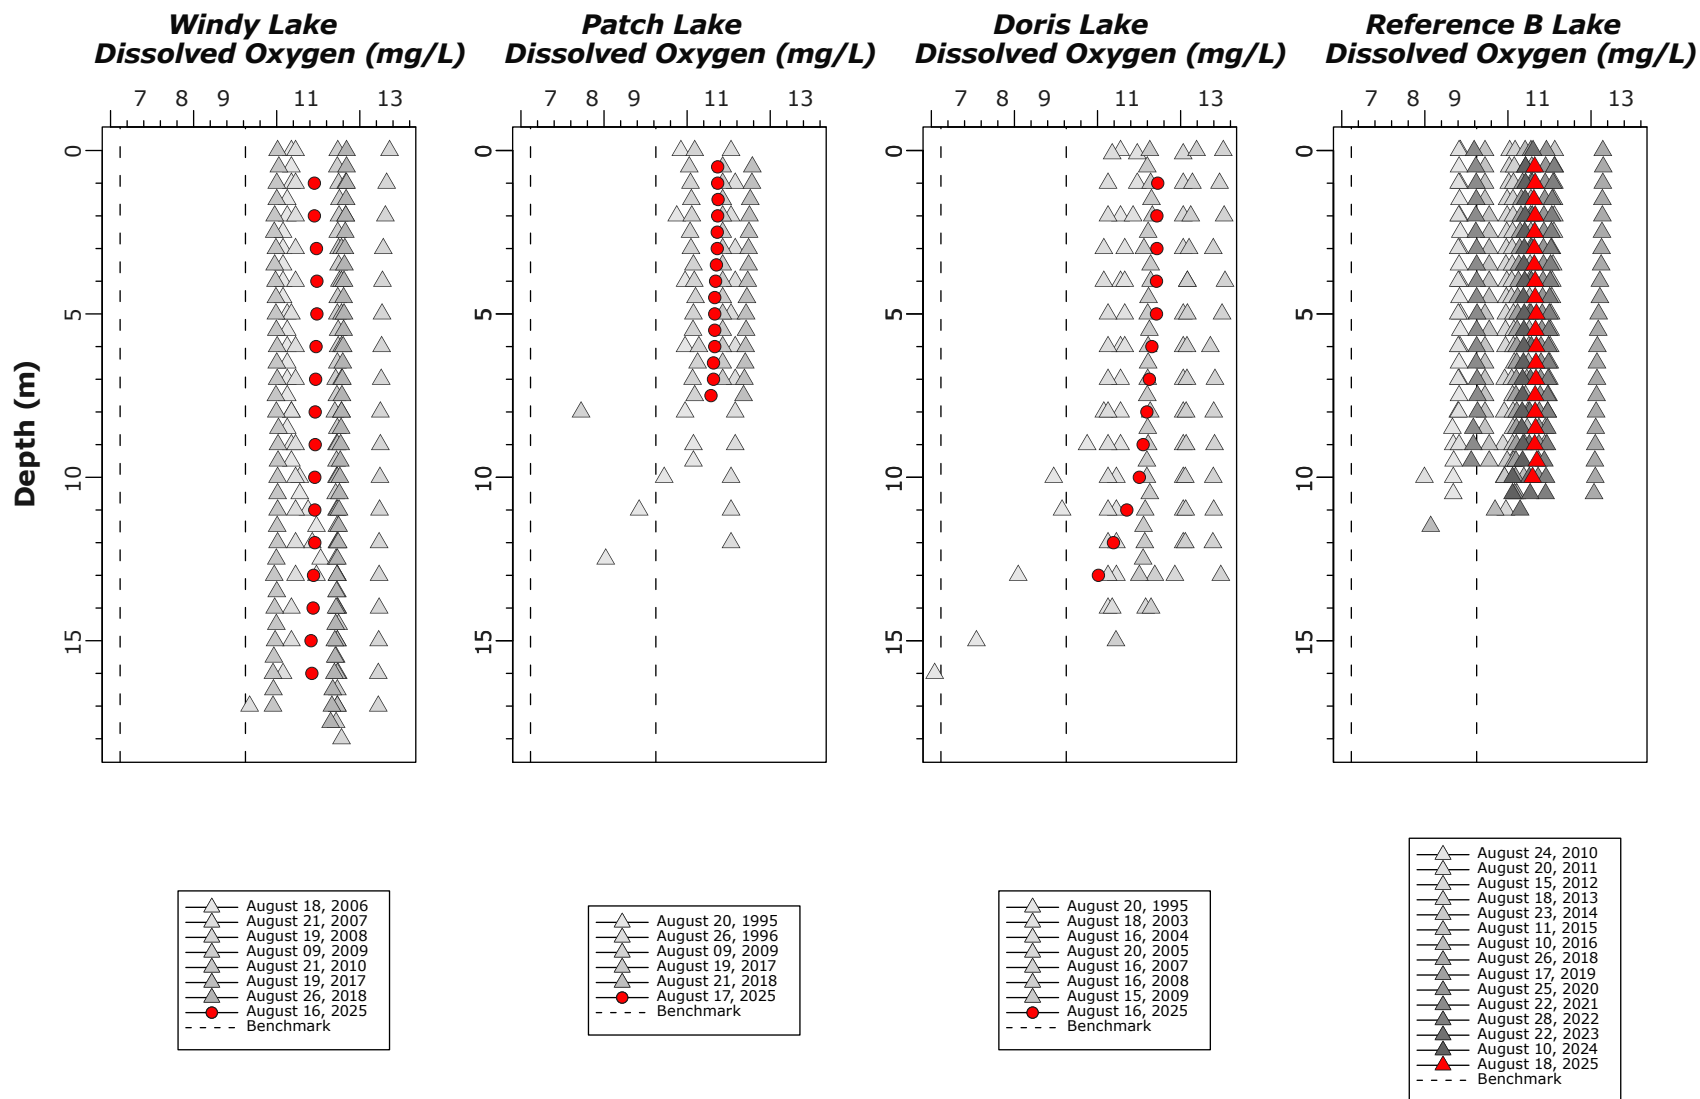 Windy Lake
Dissolved Oxygen (mg/L)
Patch Lake
Dissolved Oxygen (mg/L)
Doris Lake
Dissolved Oxygen (mg/L)
Reference B Lake
Dissolved Oxygen (mg/L)
7 8 9 11 13
7 8 9 11 13
7 8 9 11 13
7 8 9 11 13
Depth (m)
0
5
10
15
0
5
10
15
0
5
10
15
0
5
10
15
August 18, 2006
August 21, 2007
August 19, 2008
August 09, 2009
August 21, 2010
August 19, 2017
August 26, 2018
August 16, 2025
Benchmark
August 20, 1995
August 26, 1996
August 09, 2009
August 19, 2017
August 21, 2018
August 17, 2025
Benchmark
August 20, 1995
August 18, 2003
August 16, 2004
August 20, 2005
August 16, 2007
August 16, 2008
August 15, 2009
August 16, 2025
Benchmark
August 24, 2010
August 20, 2011
August 15, 2012
August 18, 2013
August 23, 2014
August 11, 2015
August 10, 2016
August 26, 2018
August 17, 2019
August 25, 2020
August 22, 2021
August 28, 2022
August 22, 2023
August 10, 2024
August 18, 2025
Benchmark